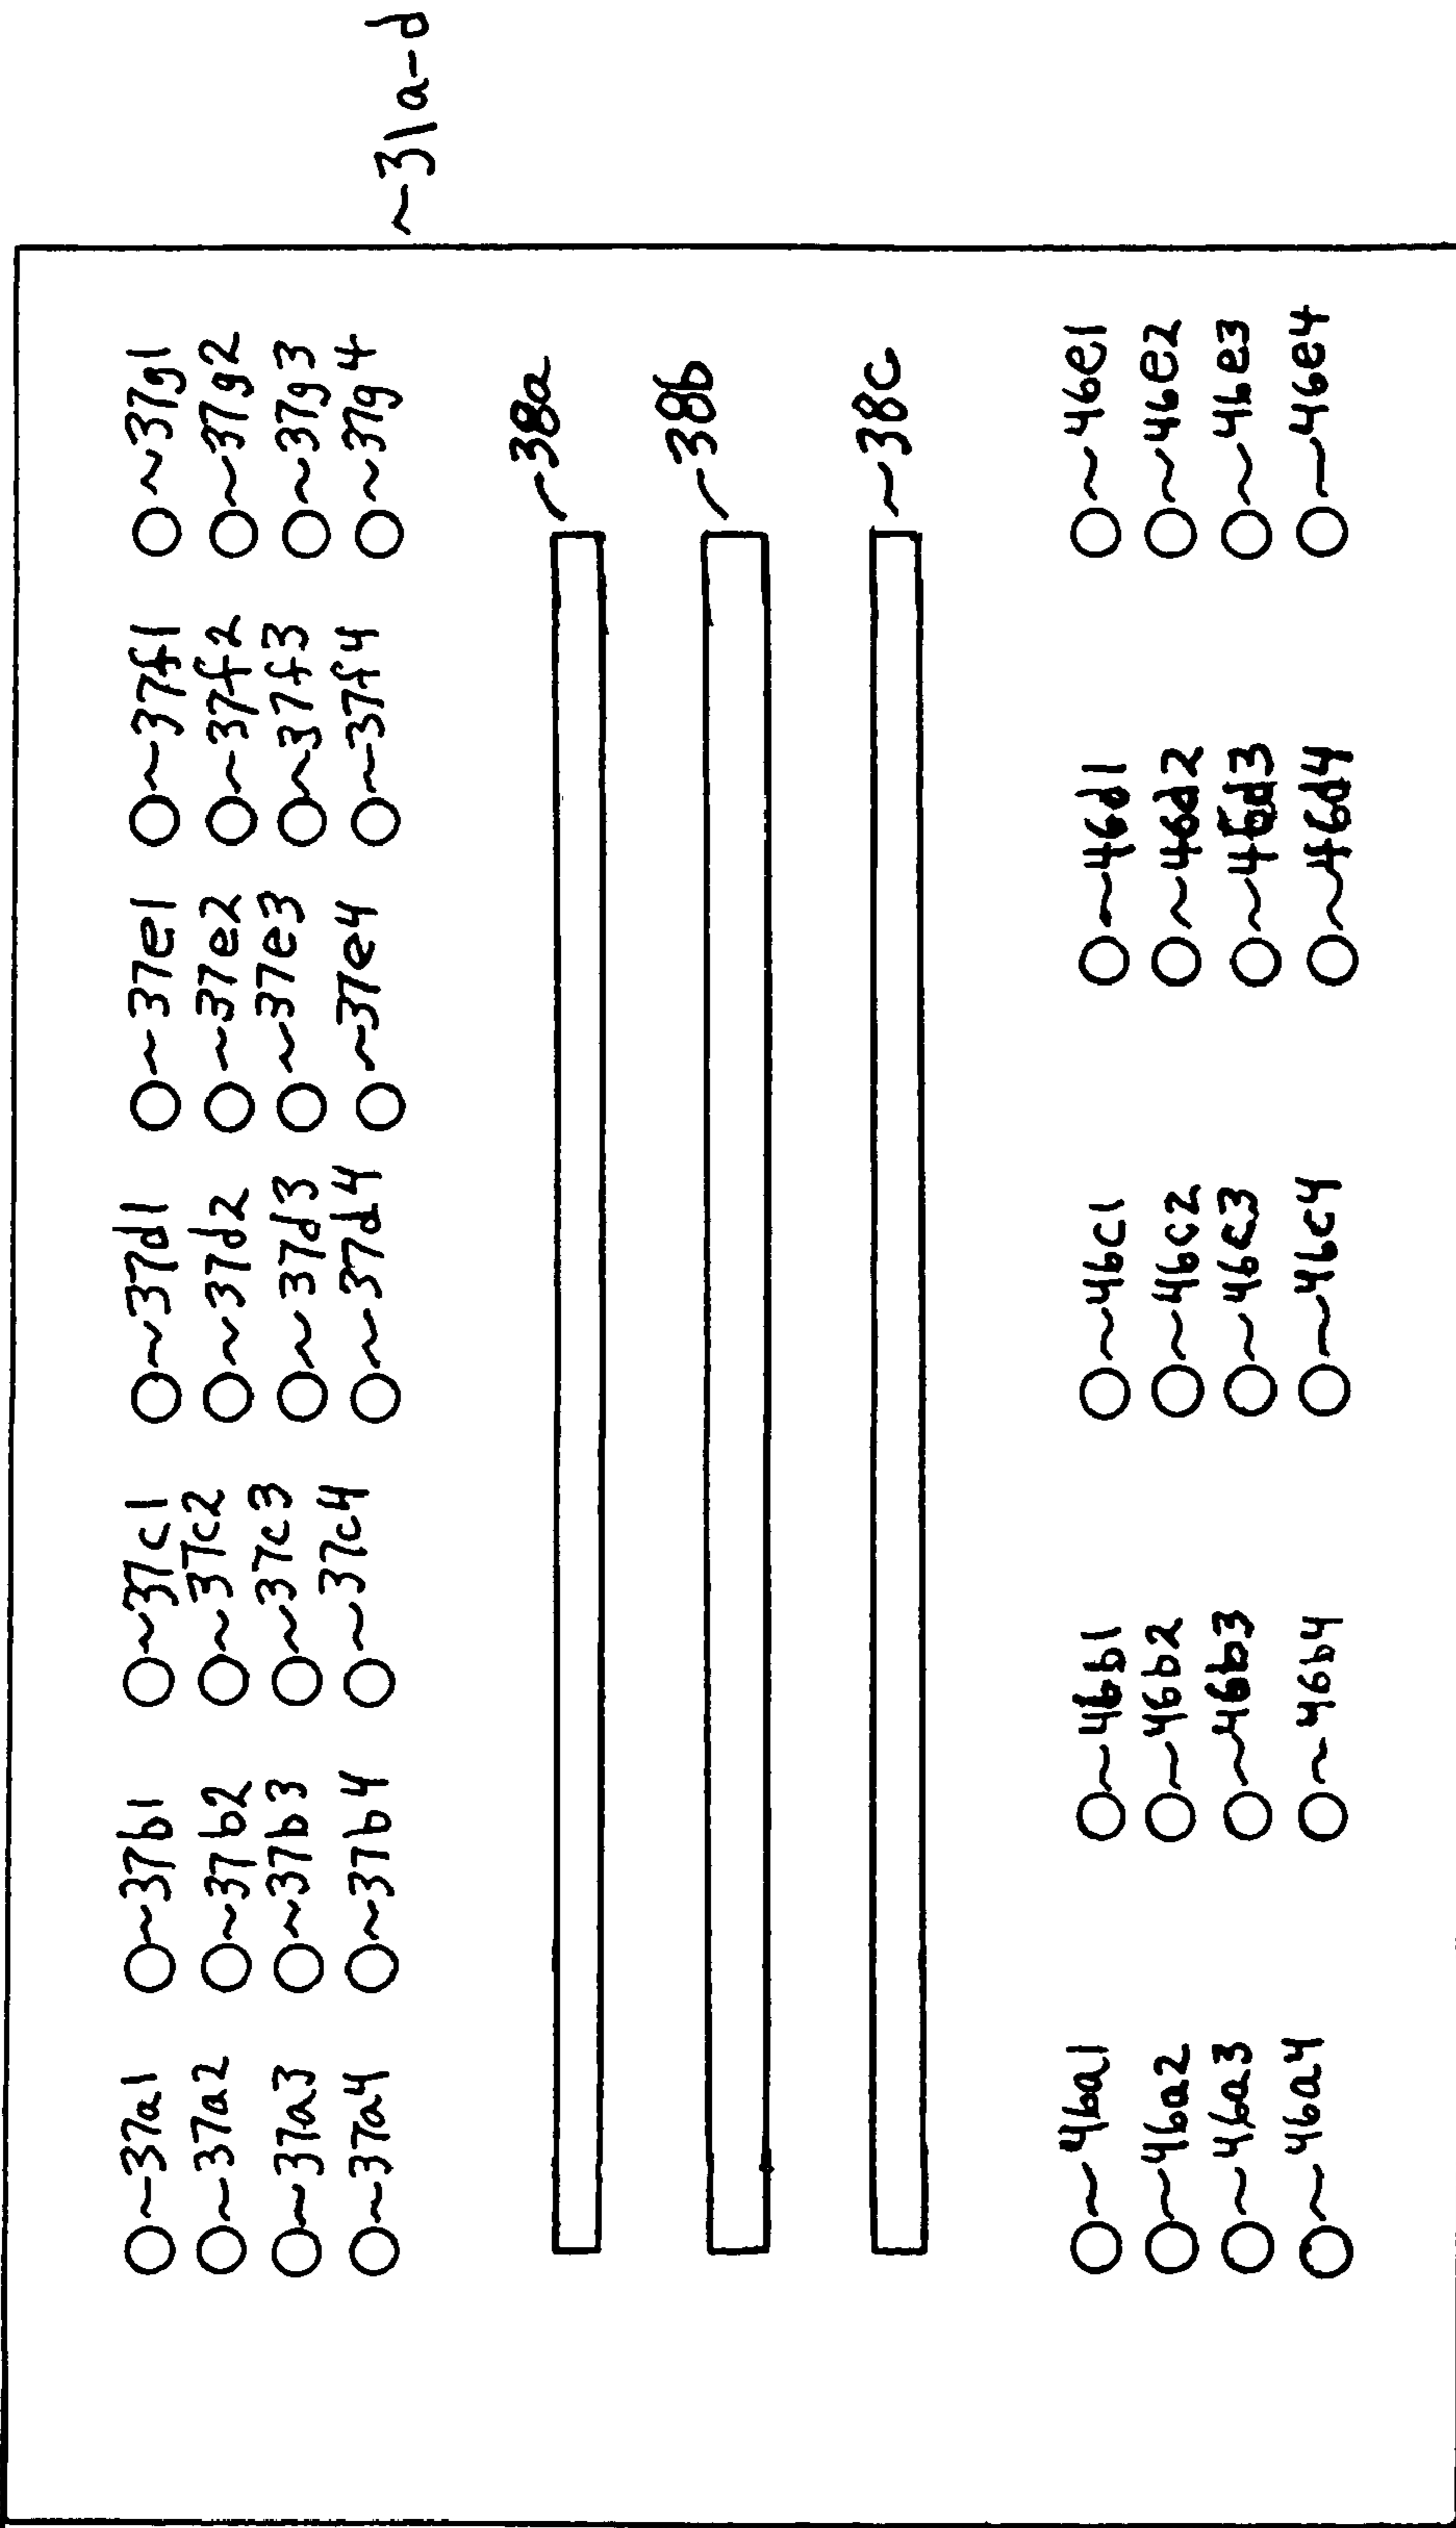 ~31a-d
~37a1 ~37b1 ~37c1 ~37d1 ~37e1 ~37f1 ~37g1
~37a2 ~37b2 ~37c2 ~37d2 ~37e2 ~37f2 ~37g2
~37a3 ~37b3 ~37c3 ~37d3 ~37e3 ~37f3 ~37g3
~37a4 ~37b4 ~37c4 ~37d4 ~37e4 ~37f4 ~37g4
~38a
~38b
~38c
~46a1 ~46b1 ~46c1 ~46d1 ~46e1
~46a2 ~46b2 ~46c2 ~46d2 ~46e2
~46a3 ~46b3 ~46c3 ~46d3 ~46e3
~46a4 ~46b4 ~46c4 ~46d4 ~46e4